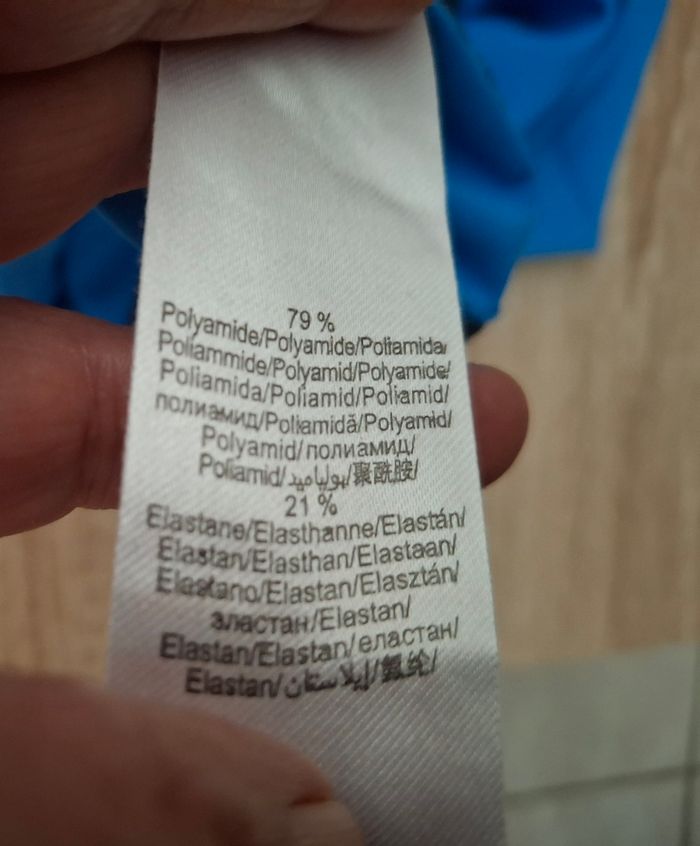 79 %
Polyamide/Polyamide/Poliamida/
Poliammide/Polyamid/Polyamide/
Poliamida/Poliamid/Poliamid/
полиамид/Poliamidă/Polyamid/
Polyamid/полиамид/
Poliamid/بولياميد/聚酰胺/
21 %
Elastane/Elasthanne/Elastán/
Elastan/Elasthan/Elastaan/
Elastano/Elastan/Elasztán/
эластан/Elastan/
Elastan/Elastan/еластан/
Elastan/إيلاستان/氨纶/